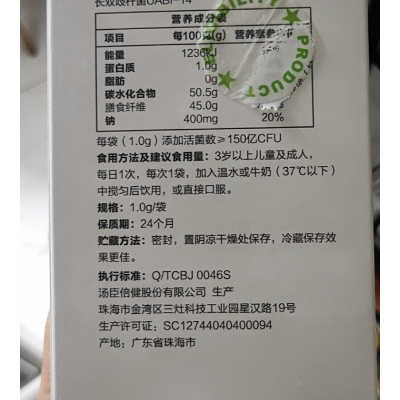 长双歧杆菌UABl-14
营养成分表
项目 每100克(g) 营养素参考
能量 1236kJ
蛋白质 1.0g
脂肪 0g
碳水化合物 50.5g
膳食纤维 45.0g
钠 400mg 20%
每袋(1.0g)添加活菌数≥150亿CFU
食用方法及建议食用量：3岁以上儿童及成人，
每日1次，每次1袋，加入温水或牛奶(37℃以下)
中搅匀后饮用，或直接口服。
规格：1.0g/袋
保质期：24个月
贮藏方法：密封，置阴凉干燥处保存，冷藏保存效
果更佳。
执行标准：Q/TCBJ 0046S
汤臣倍健股份有限公司 生产
珠海市金湾区三灶科技工业园星汉路19号
生产许可证：SC12744040400094
产地：广东省珠海市
PRODUCT